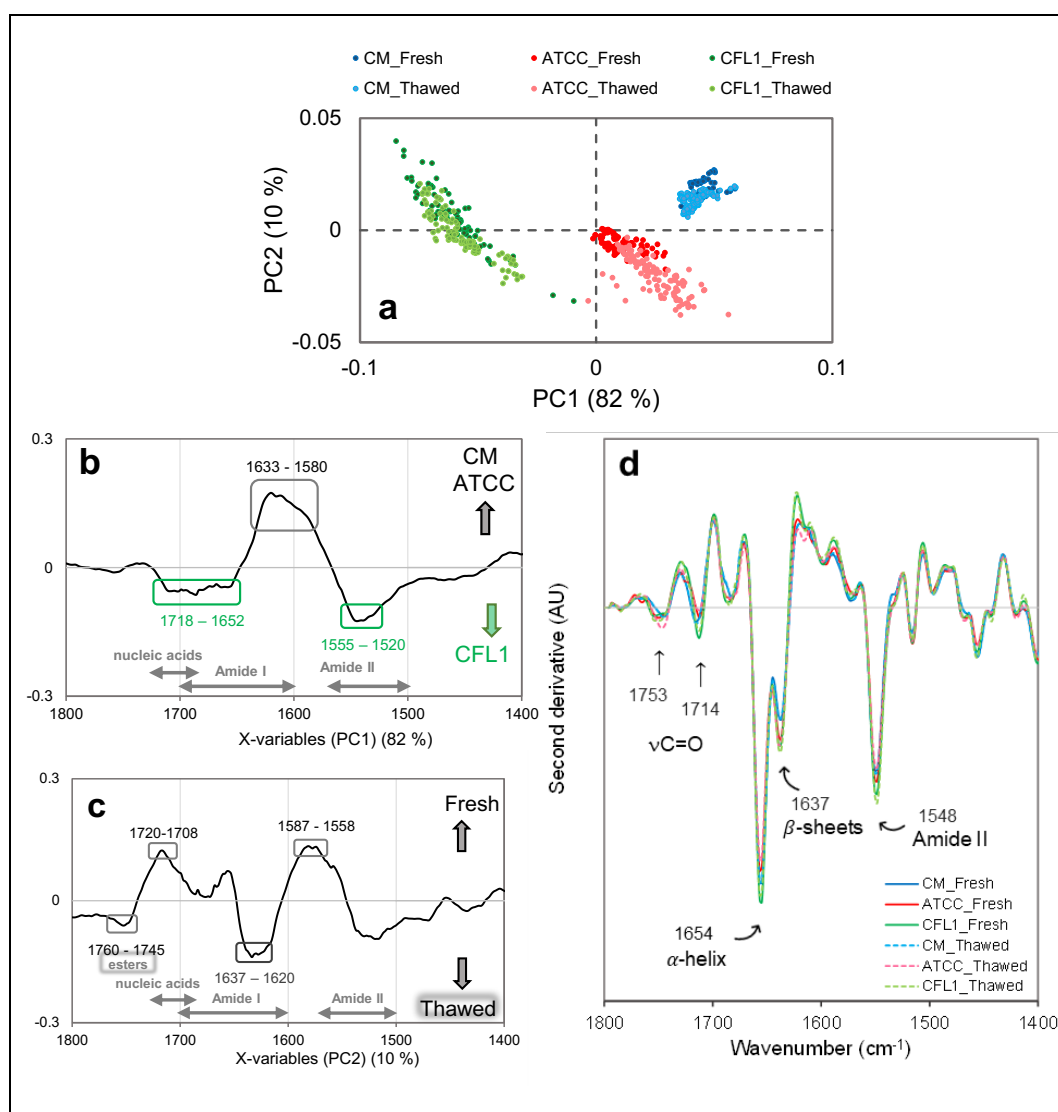 CM_Fresh ATCC_Fresh CFL1_Fresh
CM_Thawed ATCC_Thawed CFL1_Thawed
0.05
0
-0.05
PC2 (10 %)
a
-0.1 0 0.1
PC1 (82 %)
b
0.3
0
-0.3
1633 - 1580
CM
ATCC
1718 – 1652
1555 – 1520
CFL1
nucleic acids
Amide I
Amide II
1800 1700 1600 1500 1400
X-variables (PC1) (82 %)
c
0.3
0
-0.3
1720-1708
1587 - 1558
Fresh
1760 - 1745
esters
1637 – 1620
nucleic acids
Amide I
Amide II
Thawed
1800 1700 1600 1500 1400
X-variables (PC2) (10 %)
d
Second derivative (AU)
1753
1714
νC=O
1637
β-sheets
1548
Amide II
1654
α-helix
CM_Fresh
ATCC_Fresh
CFL1_Fresh
CM_Thawed
ATCC_Thawed
CFL1_Thawed
1800 1700 1600 1500 1400
Wavenumber (cm⁻¹)